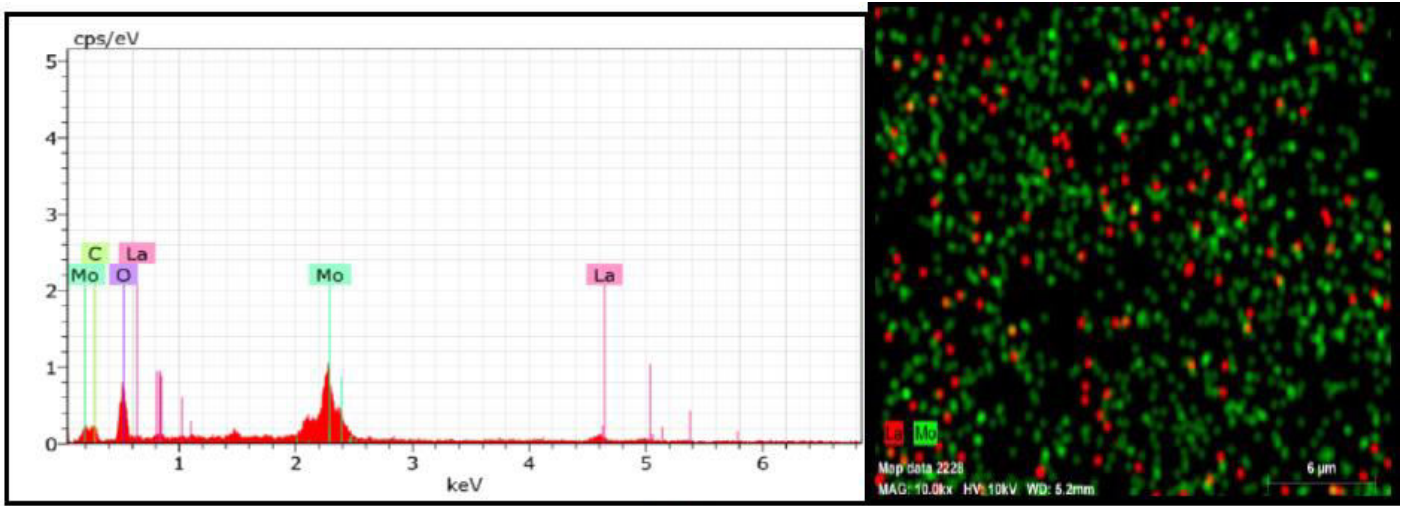 cps/eV
5
4
3
2
1
0
C La
Mo O Mo La
1 2 3 4 5 6
keV
La Mo
Map data 2228
6 µm
MAG: 10.0kx HV: 10kV WD: 5.2mm